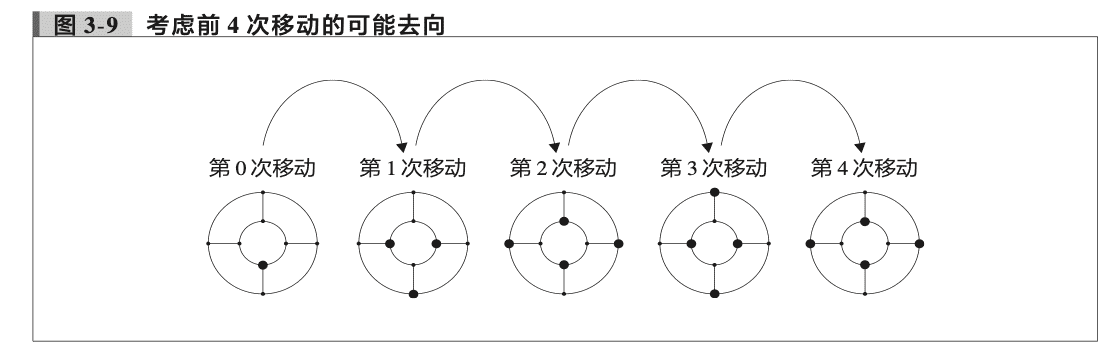 图 3-9 考虑前 4 次移动的可能去向
第 0 次移动 第 1 次移动 第 2 次移动 第 3 次移动 第 4 次移动